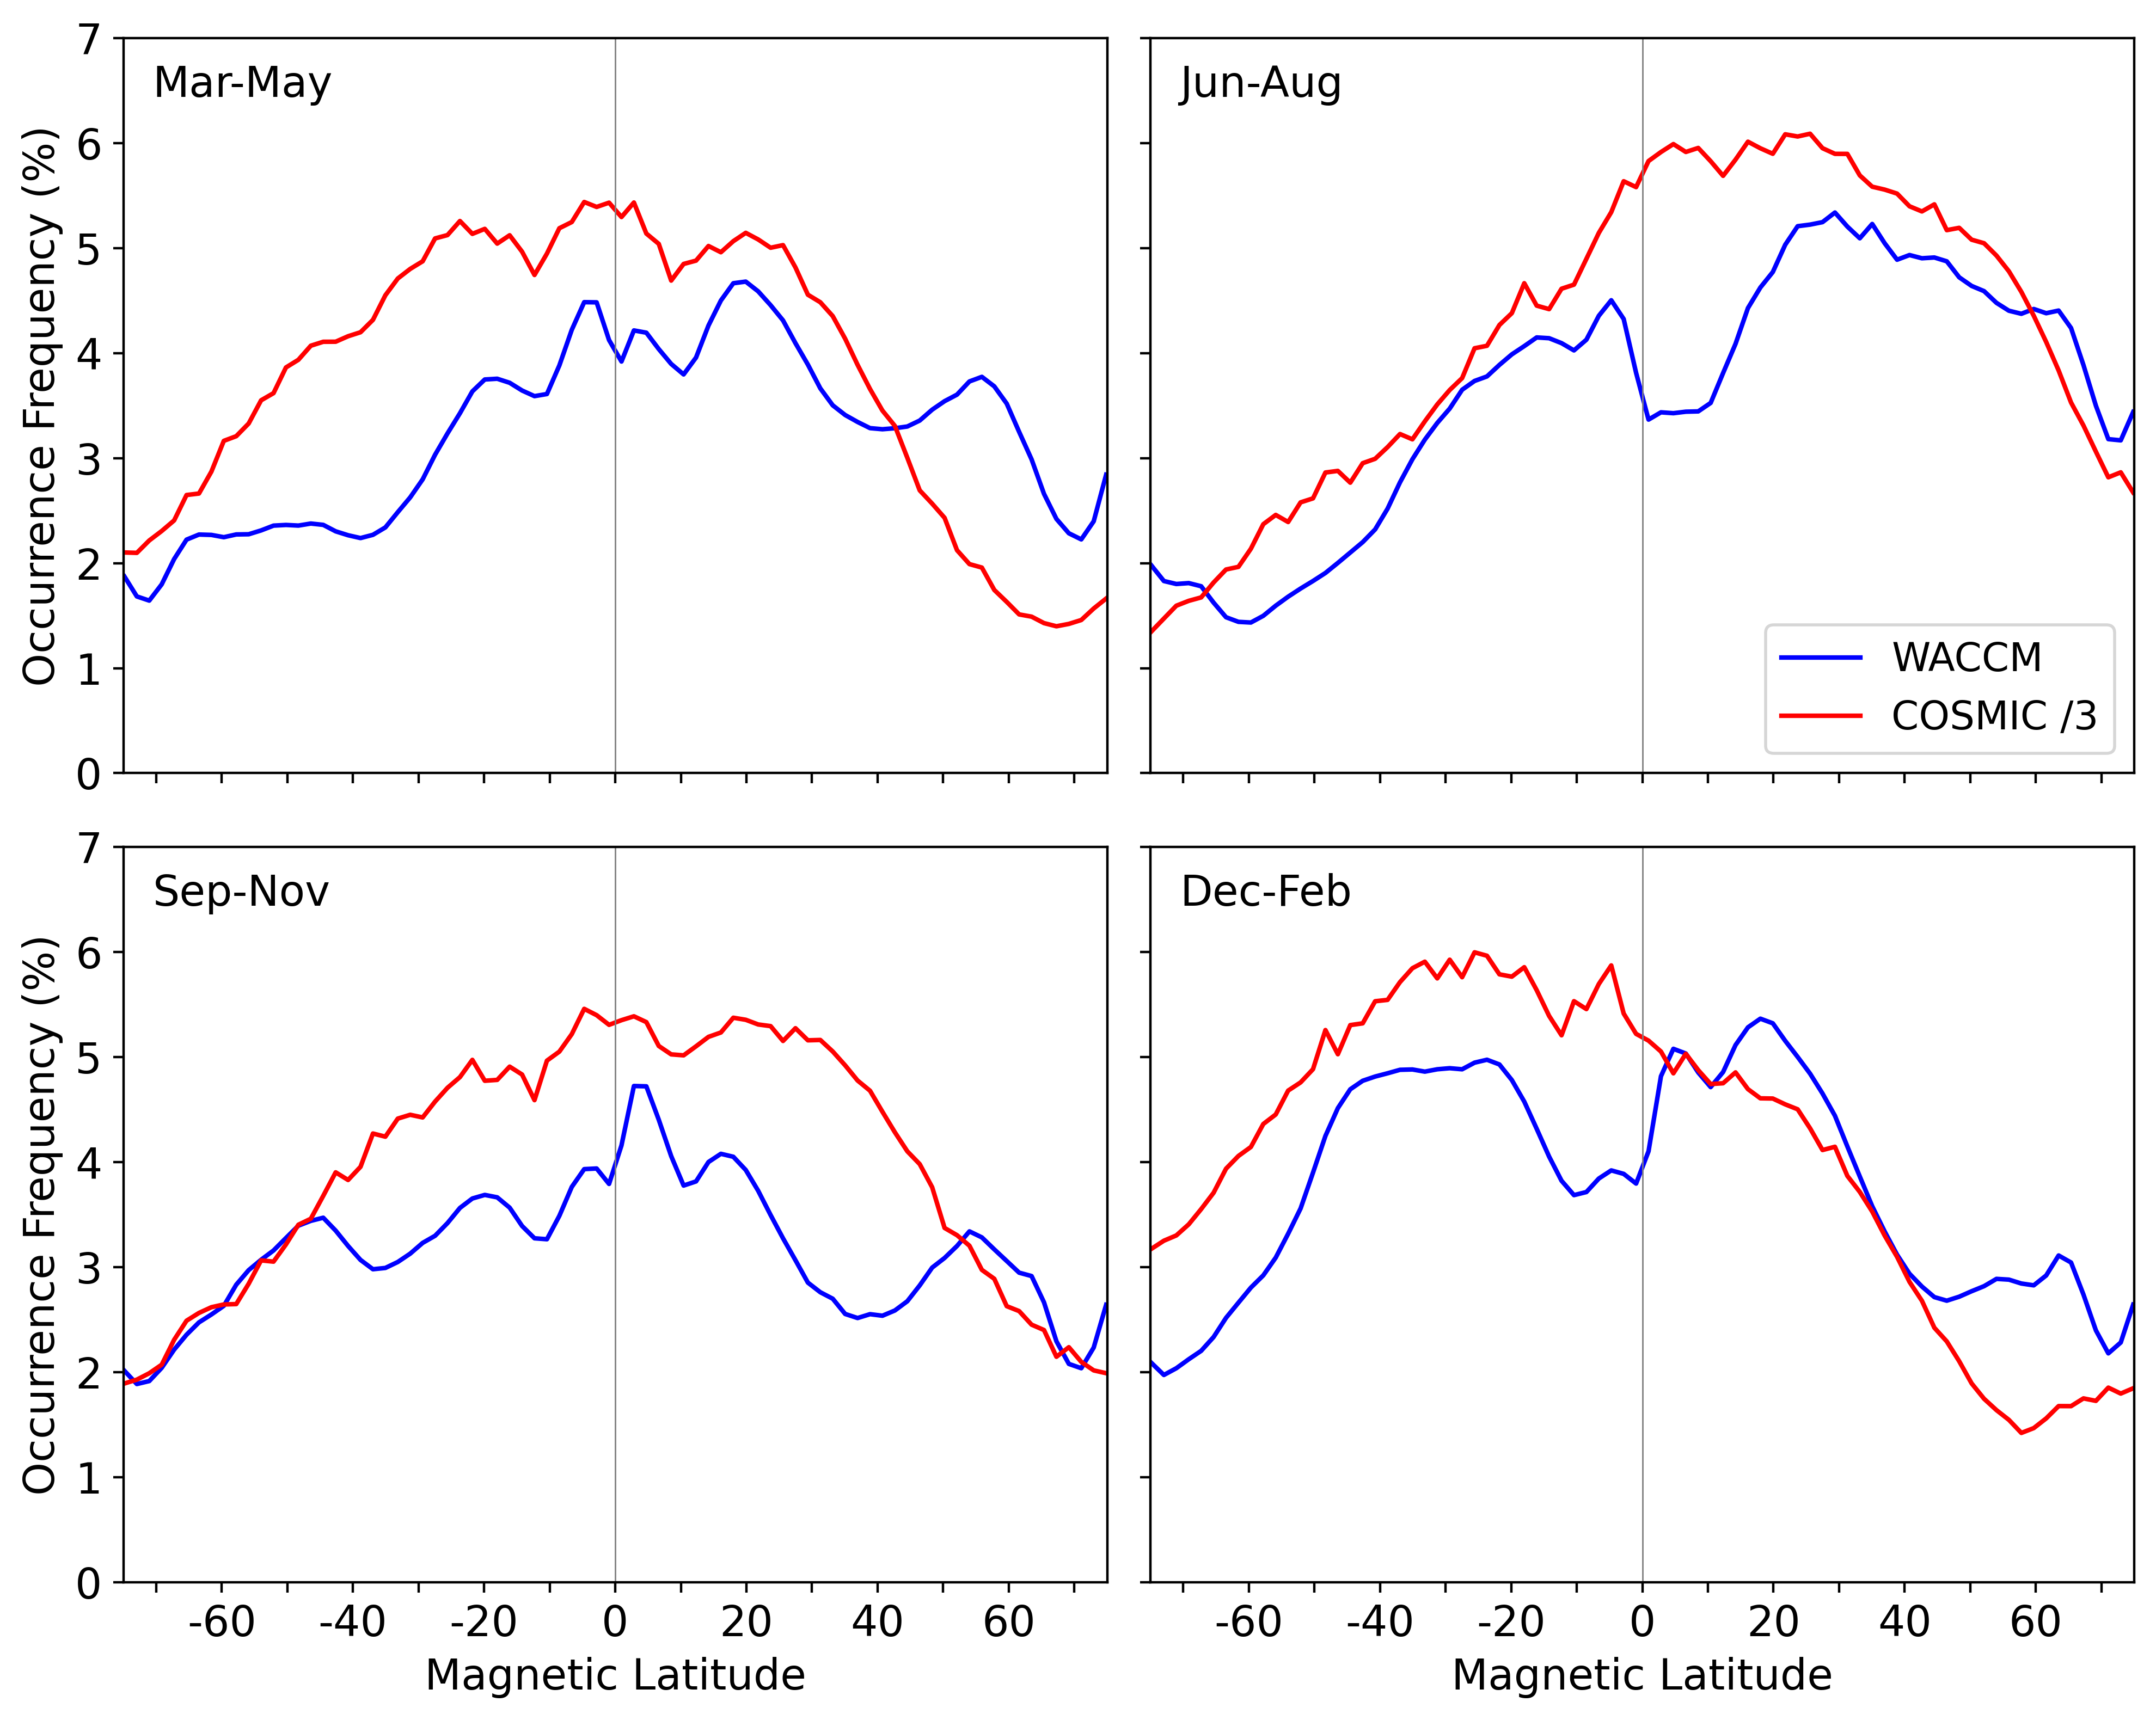 Mar-May
Jun-Aug
7
6
5
4
3
2
1
0
Occurrence Frequency (%)
WACCM
COSMIC /3
Sep-Nov
Dec-Feb
7
6
5
4
3
2
1
0
Occurrence Frequency (%)
-60 -40 -20 0 20 40 60
-60 -40 -20 0 20 40 60
Magnetic Latitude
Magnetic Latitude